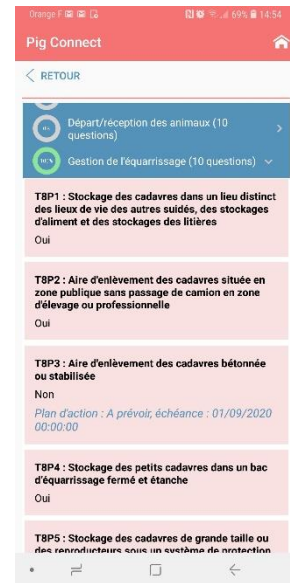 Orange F
69% 14:54
Pig Connect
RETOUR
Départ/réception des animaux (10
questions)
Gestion de l'équarrissage (10 questions)
T8P1 : Stockage des cadavres dans un lieu distinct
des lieux de vie des autres suidés, des stockages
d'aliment et des stockages des litières
Oui
T8P2 : Aire d'enlèvement des cadavres située en
zone publique sans passage de camion en zone
d'élevage ou professionnelle
Oui
T8P3 : Aire d'enlèvement des cadavres bétonnée
ou stabilisée
Non
Plan d'action : A prévoir, échéance : 01/09/2020
00:00:00
T8P4 : Stockage des petits cadavres dans un bac
d'équarrissage fermé et étanche
Oui
T8P5 : Stockage des cadavres de grande taille ou
des reproducteurs sous un système de protection